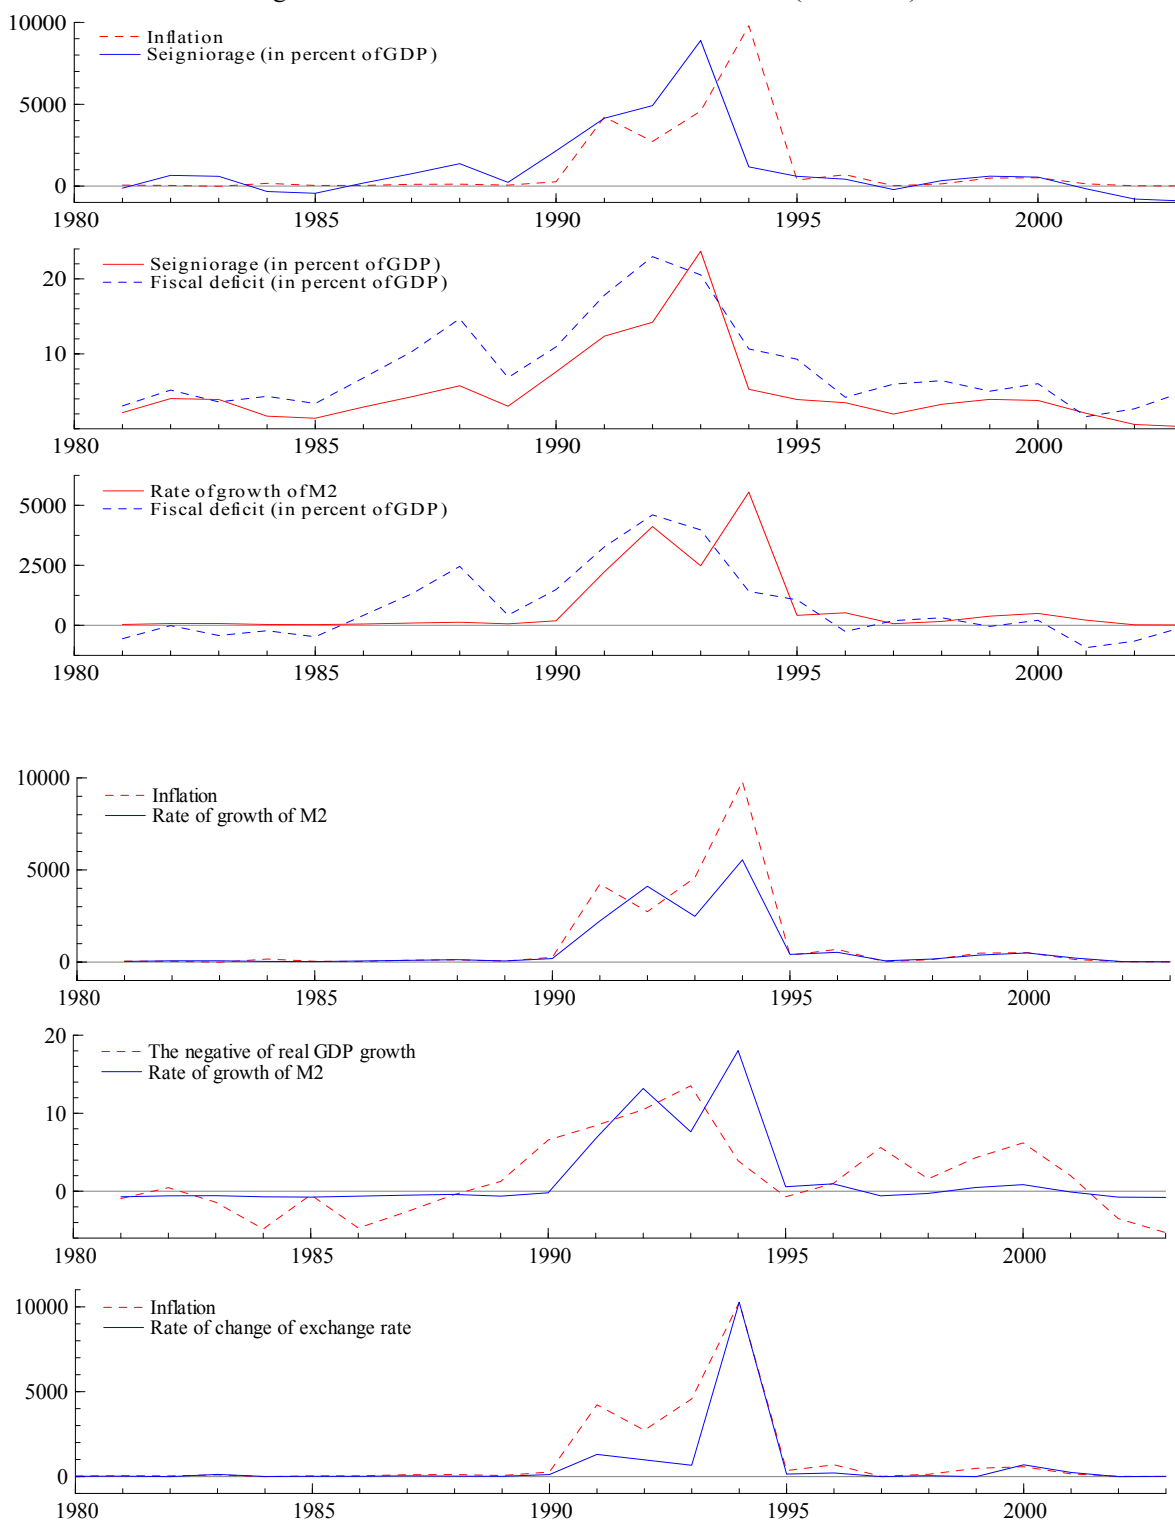 10000
Inflation
Seigniorage (in percent of GDP)
5000
0
1980 1985 1990 1995 2000
Seigniorage (in percent of GDP)
20
Fiscal deficit (in percent of GDP)
10
1980 1985 1990 1995 2000
Rate of growth of M2
5000
Fiscal deficit (in percent of GDP)
2500
0
1980 1985 1990 1995 2000
10000
Inflation
Rate of growth of M2
5000
0
1980 1985 1990 1995 2000
20
The negative of real GDP growth
Rate of growth of M2
10
0
1980 1985 1990 1995 2000
10000
Inflation
Rate of change of exchange rate
5000
0
1980 1985 1990 1995 2000